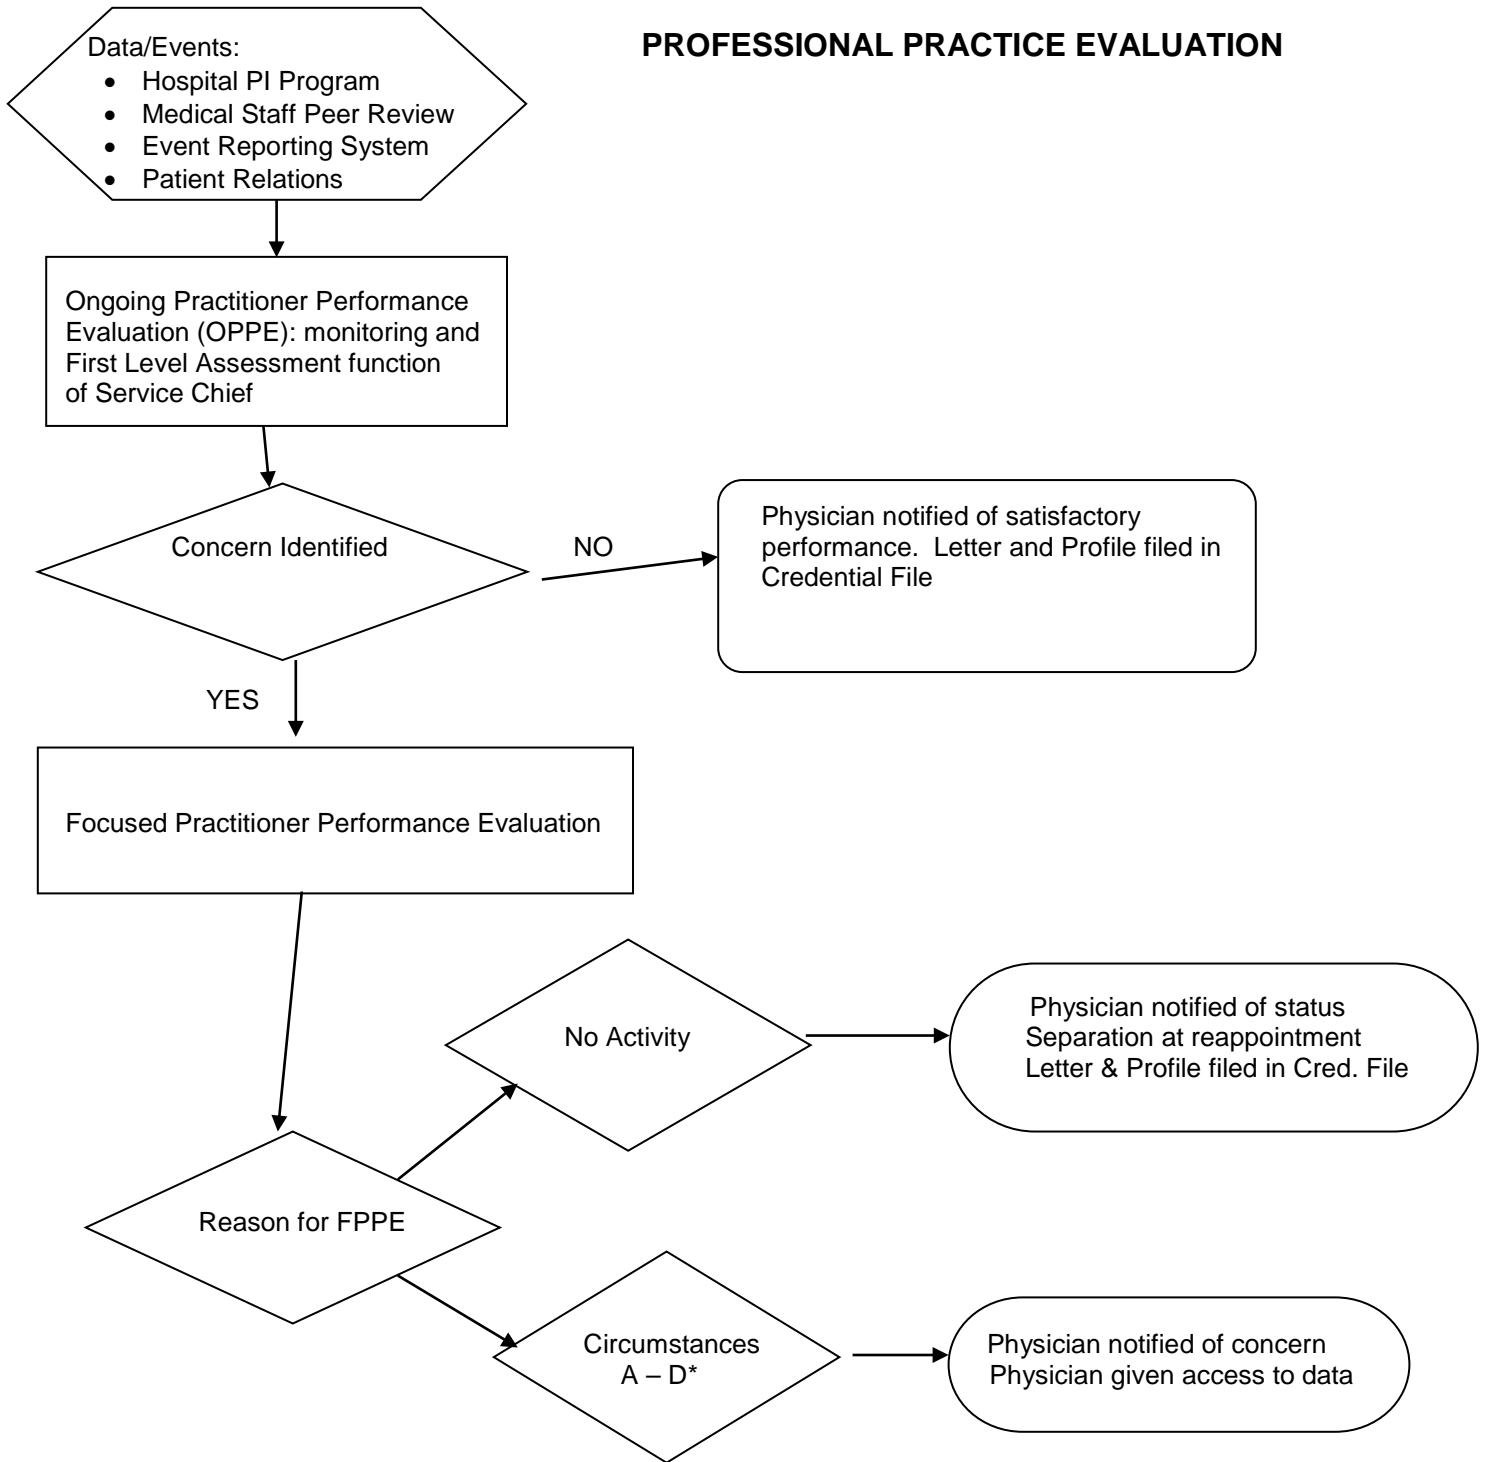 PROFESSIONAL PRACTICE EVALUATION
Data/Events:
• Hospital PI Program
• Medical Staff Peer Review
• Event Reporting System
• Patient Relations
Ongoing Practitioner Performance
Evaluation (OPPE): monitoring and
First Level Assessment function
of Service Chief
Concern Identified
NO
Physician notified of satisfactory
performance.  Letter and Profile filed in
Credential File
YES
Focused Practitioner Performance Evaluation
No Activity
Physician notified of status
Separation at reappointment
Letter & Profile filed in Cred. File
Reason for FPPE
Circumstances
A – D*
Physician notified of concern
Physician given access to data